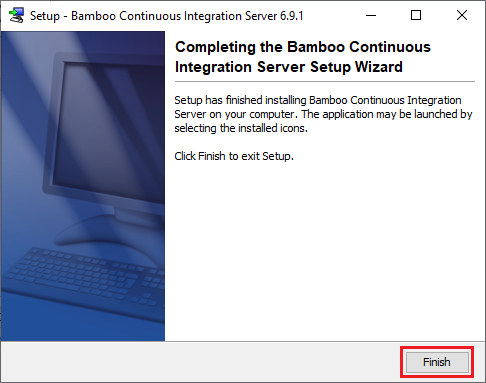 Setup - Bamboo Continuous Integration Server 6.9.1
Completing the Bamboo Continuous
Integration Server Setup Wizard
Setup has finished installing Bamboo Continuous Integration
Server on your computer. The application may be launched by
selecting the installed icons.
Click Finish to exit Setup.
Finish